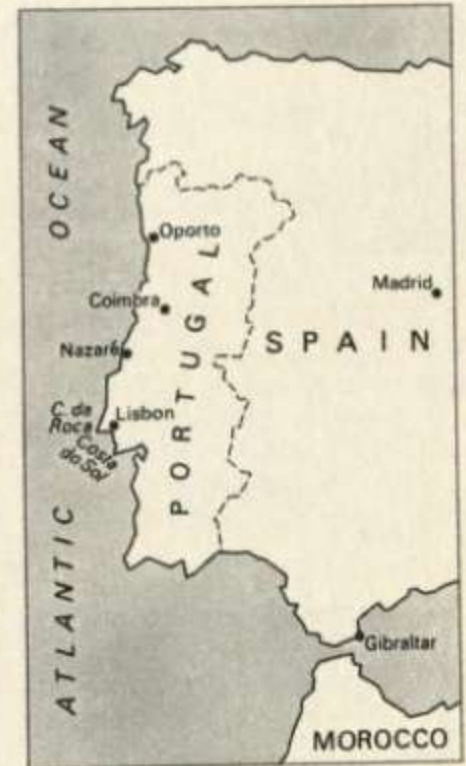 ATLANTIC OCEAN
Oporto
Coimbra
Nazaré
C. da
Roca
Lisbon
Costa
do Sol
PORTUGAL
Madrid
SPAIN
Gibraltar
MOROCCO